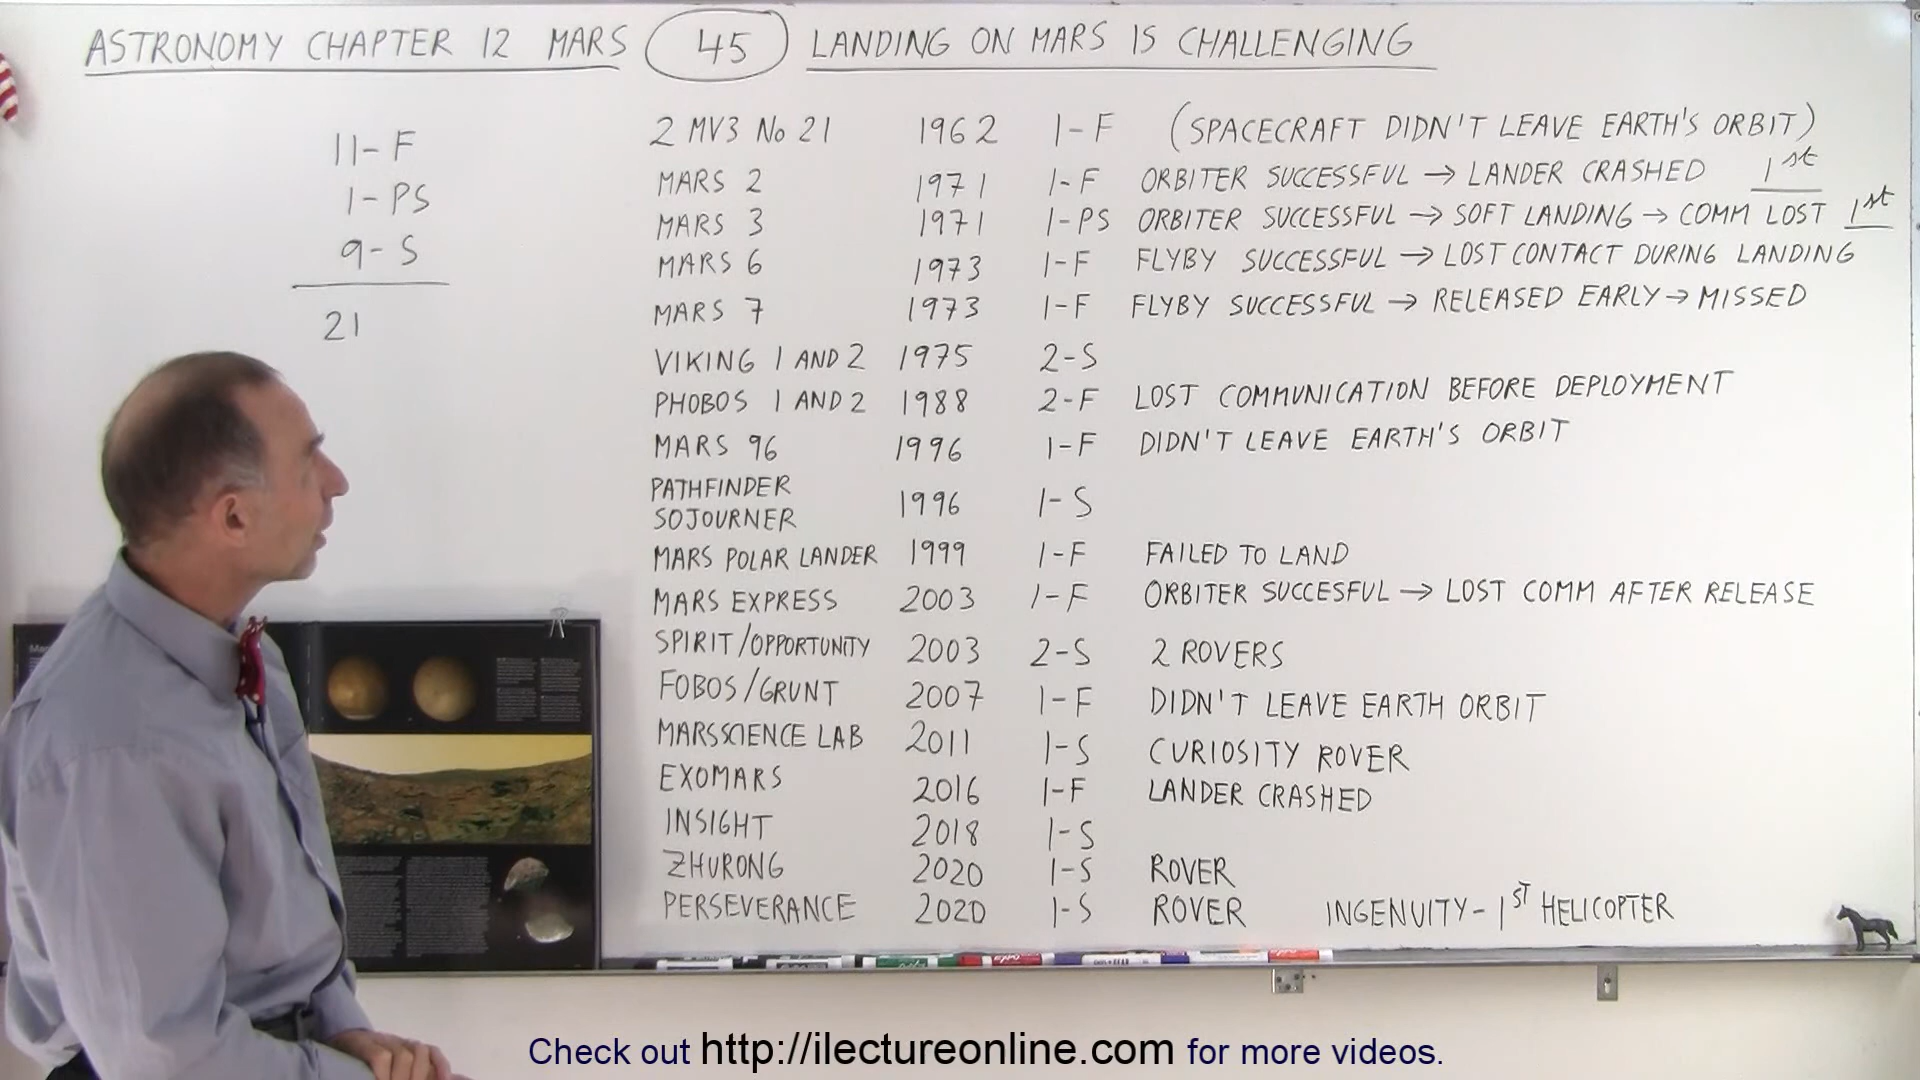 ASTRONOMY CHAPTER 12 MARS 45 LANDING ON MARS IS CHALLENGING
11-F
1-PS
9-S
21
2 MV3 No 21 1962 1-F (SPACECRAFT DIDN'T LEAVE EARTH'S ORBIT)
MARS 2 1971 1-F ORBITER SUCCESSFUL → LANDER CRASHED 1st
MARS 3 1971 1-PS ORBITER SUCCESSFUL → SOFT LANDING → COMM LOST 1st
MARS 6 1973 1-F FLYBY SUCCESSFUL → LOST CONTACT DURING LANDING
MARS 7 1973 1-F FLYBY SUCCESSFUL → RELEASED EARLY → MISSED
VIKING 1 AND 2 1975 2-S
PHOBOS 1 AND 2 1988 2-F LOST COMMUNICATION BEFORE DEPLOYMENT
MARS 96 1996 1-F DIDN'T LEAVE EARTH'S ORBIT
PATHFINDER
SOJOURNER 1996 1-S
MARS POLAR LANDER 1999 1-F FAILED TO LAND
MARS EXPRESS 2003 1-F ORBITER SUCCESFUL → LOST COMM AFTER RELEASE
SPIRIT/OPPORTUNITY 2003 2-S 2 ROVERS
FOBOS/GRUNT 2007 1-F DIDN'T LEAVE EARTH ORBIT
MARS SCIENCE LAB 2011 1-S CURIOSITY ROVER
EXOMARS 2016 1-F LANDER CRASHED
INSIGHT 2018 1-S
ZHURONG 2020 1-S ROVER
PERSEVERANCE 2020 1-S ROVER INGENUITY - 1ST HELICOPTER
Check out http://ilectureonline.com for more videos.